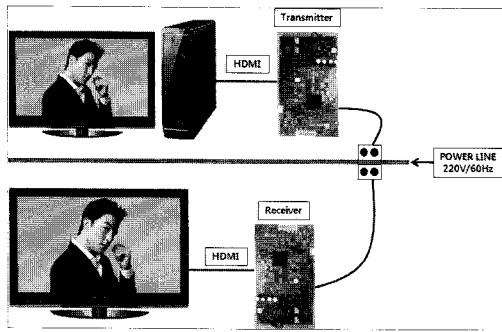 Transmitter
HDMI
POWER LINE
220V/60Hz
Receiver
HDMI